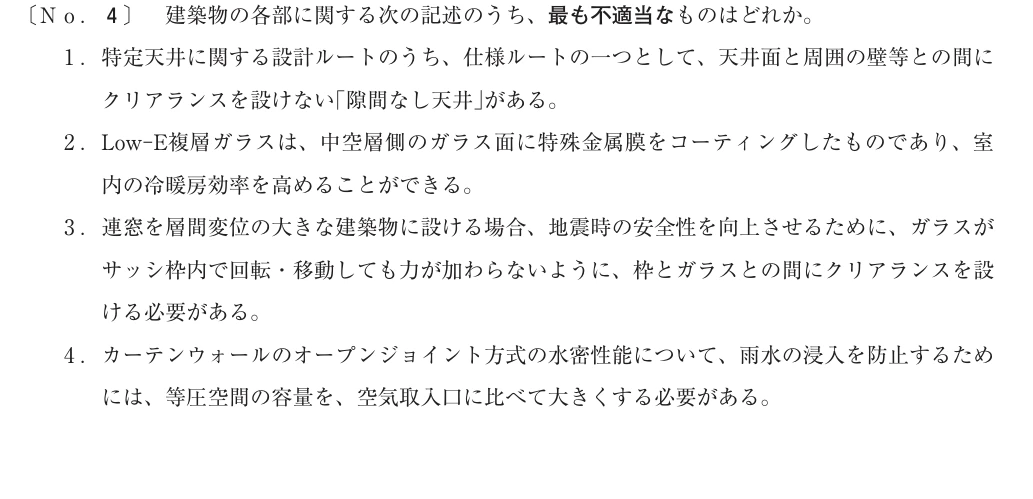 〔Ｎｏ．４〕　建築物の各部に関する次の記述のうち、最も不適当なものはどれか。
１．特定天井に関する設計ルートのうち、仕様ルートの一つとして、天井面と周囲の壁等との間に
クリアランスを設けない「隙間なし天井」がある。
２．Low-E複層ガラスは、中空層側のガラス面に特殊金属膜をコーティングしたものであり、室
内の冷暖房効率を高めることができる。
３．連窓を層間変位の大きな建築物に設ける場合、地震時の安全性を向上させるために、ガラスが
サッシ枠内で回転・移動しても力が加わらないように、枠とガラスとの間にクリアランスを設
ける必要がある。
４．カーテンウォールのオープンジョイント方式の水密性能について、雨水の浸入を防止するため
には、等圧空間の容量を、空気取入口に比べて大きくする必要がある。